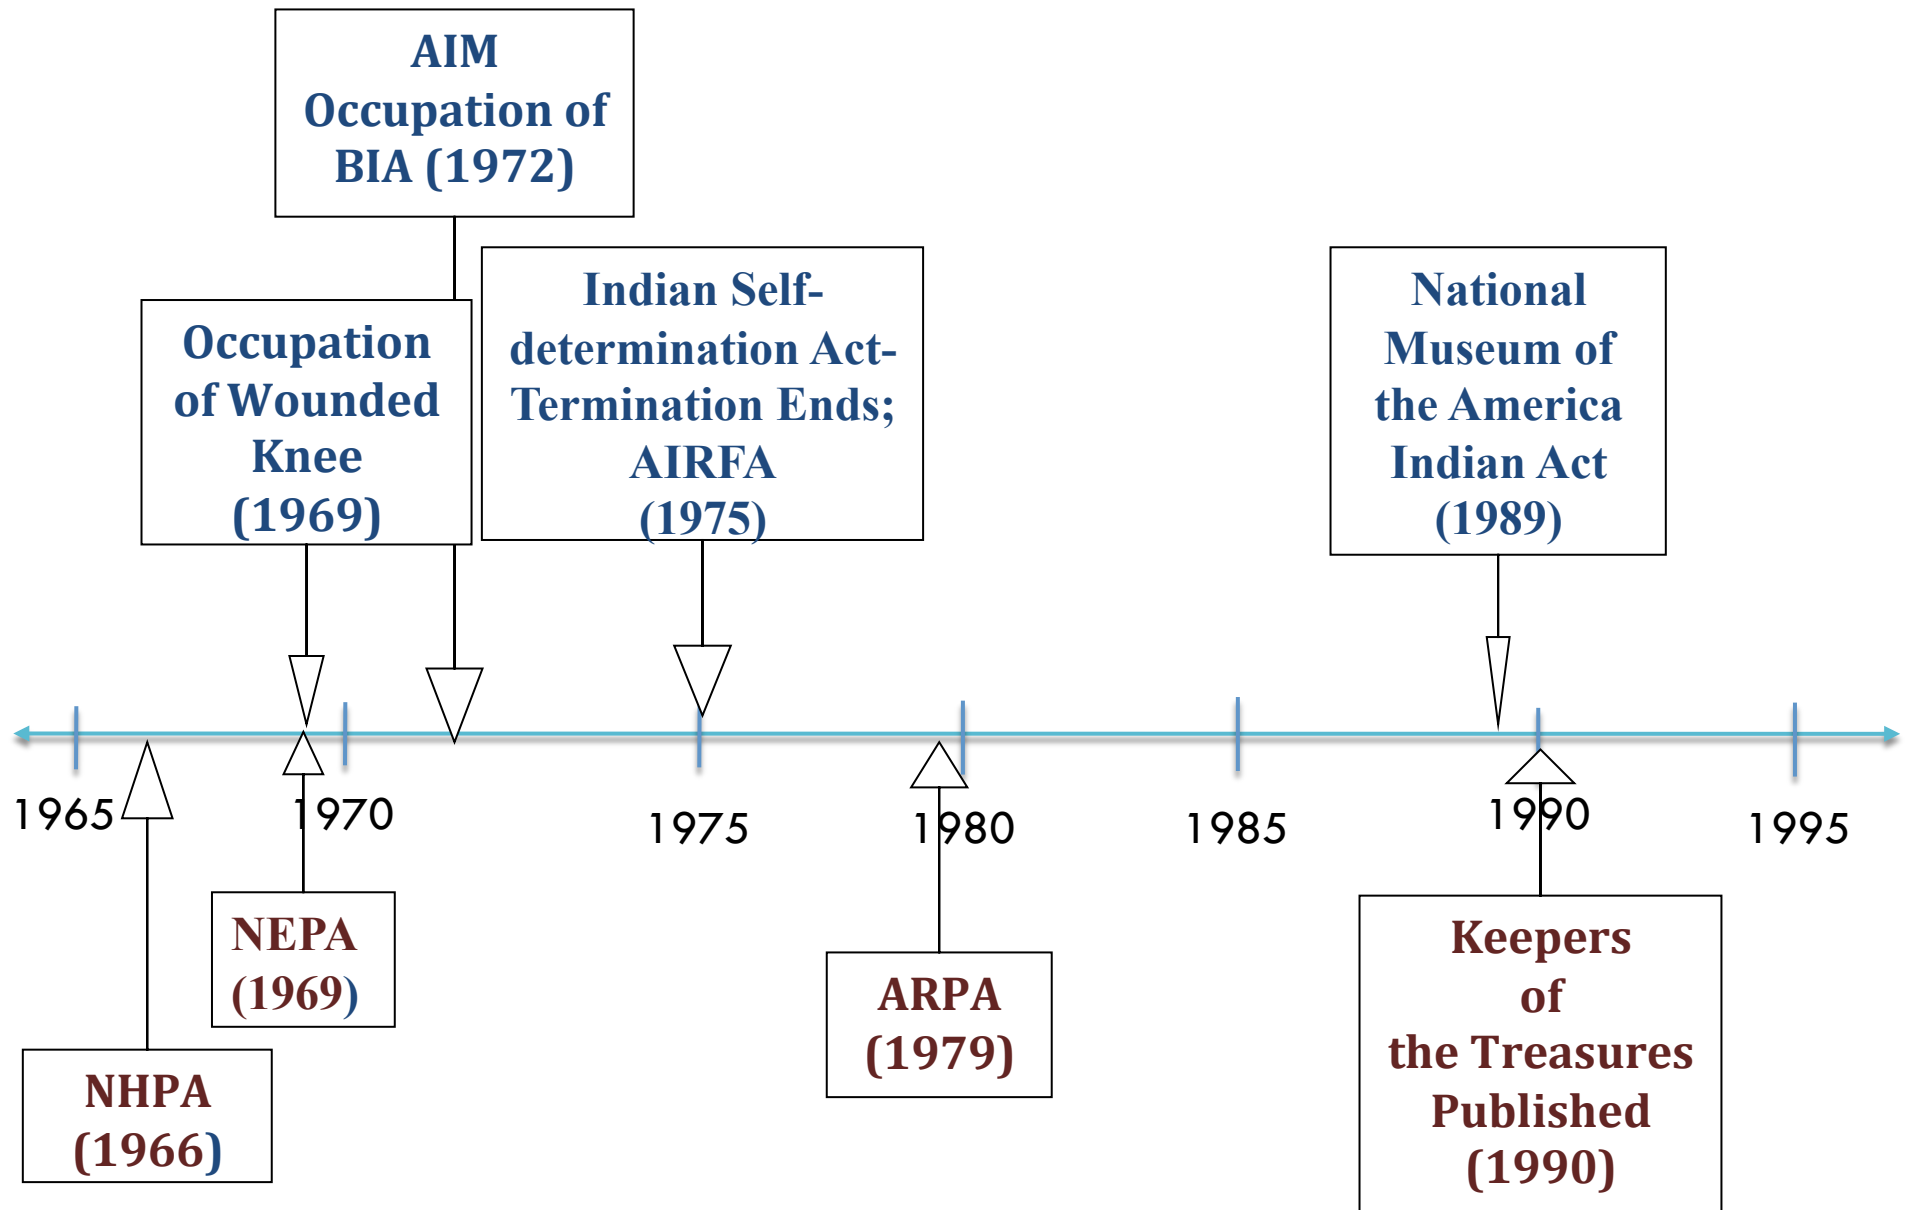 AIM
Occupation of
BIA (1972)
Occupation
of Wounded
Knee
(1969)
Indian Self-
determination Act-
Termination Ends;
AIRFA
(1975)
National
Museum of
the America
Indian Act
(1989)
1965
1970
1975
1980
1985
1990
1995
NHPA
(1966)
NEPA
(1969)
ARPA
(1979)
Keepers
of
the Treasures
Published
(1990)